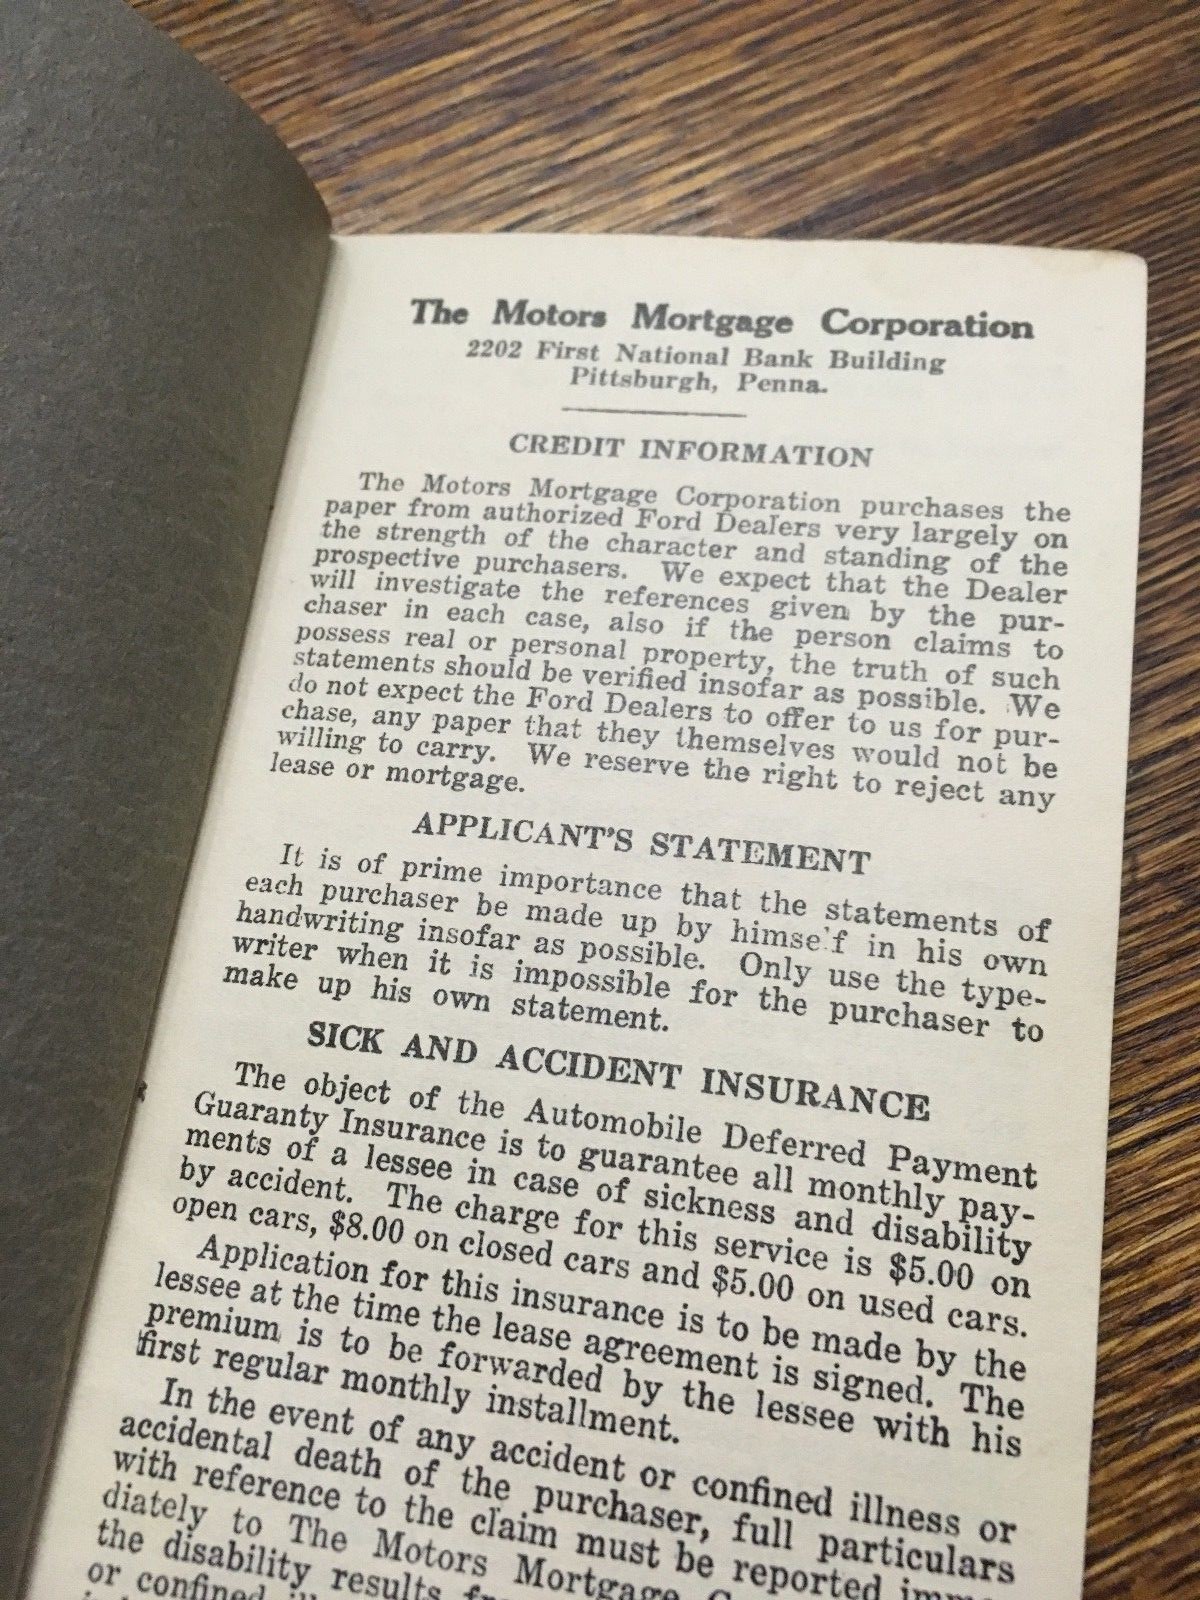 The Motors Mortgage Corporation
2202 First National Bank Building
Pittsburgh, Penna.
CREDIT INFORMATION
The Motors Mortgage Corporation purchases the
paper from authorized Ford Dealers very largely on
the strength of the character and standing of the
prospective purchasers. We expect that the Dealer
will investigate the references given by the pur-
chaser in each case, also if the person claims to
possess real or personal property, the truth of such
statements should be verified insofar as possible. We
do not expect the Ford Dealers to offer to us for pur-
chase, any paper that they themselves would not be
willing to carry. We reserve the right to reject any
lease or mortgage.
APPLICANT'S STATEMENT
It is of prime importance that the statements of
each purchaser be made up by himself in his own
handwriting insofar as possible. Only use the type-
writer when it is impossible for the purchaser to
make up his own statement.
SICK AND ACCIDENT INSURANCE
The object of the Automobile Deferred Payment
Guaranty Insurance is to guarantee all monthly pay-
ments of a lessee in case of sickness and disability
by accident. The charge for this service is $5.00 on
open cars, $8.00 on closed cars and $5.00 on used cars.
Application for this insurance is to be made by the
lessee at the time the lease agreement is signed. The
premium is to be forwarded by the lessee with his
first regular monthly installment.
In the event of any accident or confined illness or
accidental death of the purchaser, full particulars
with reference to the claim must be reported imme-
diately to The Motors Mortgage
the disability results
or confined